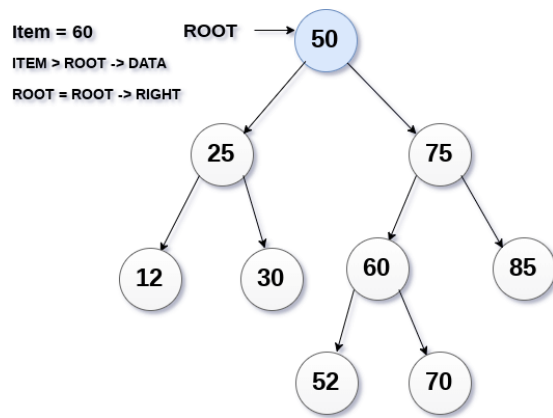 Item = 60
ROOT
ITEM > ROOT -> DATA
ROOT = ROOT -> RIGHT
50
25
75
12
30
60
85
52
70